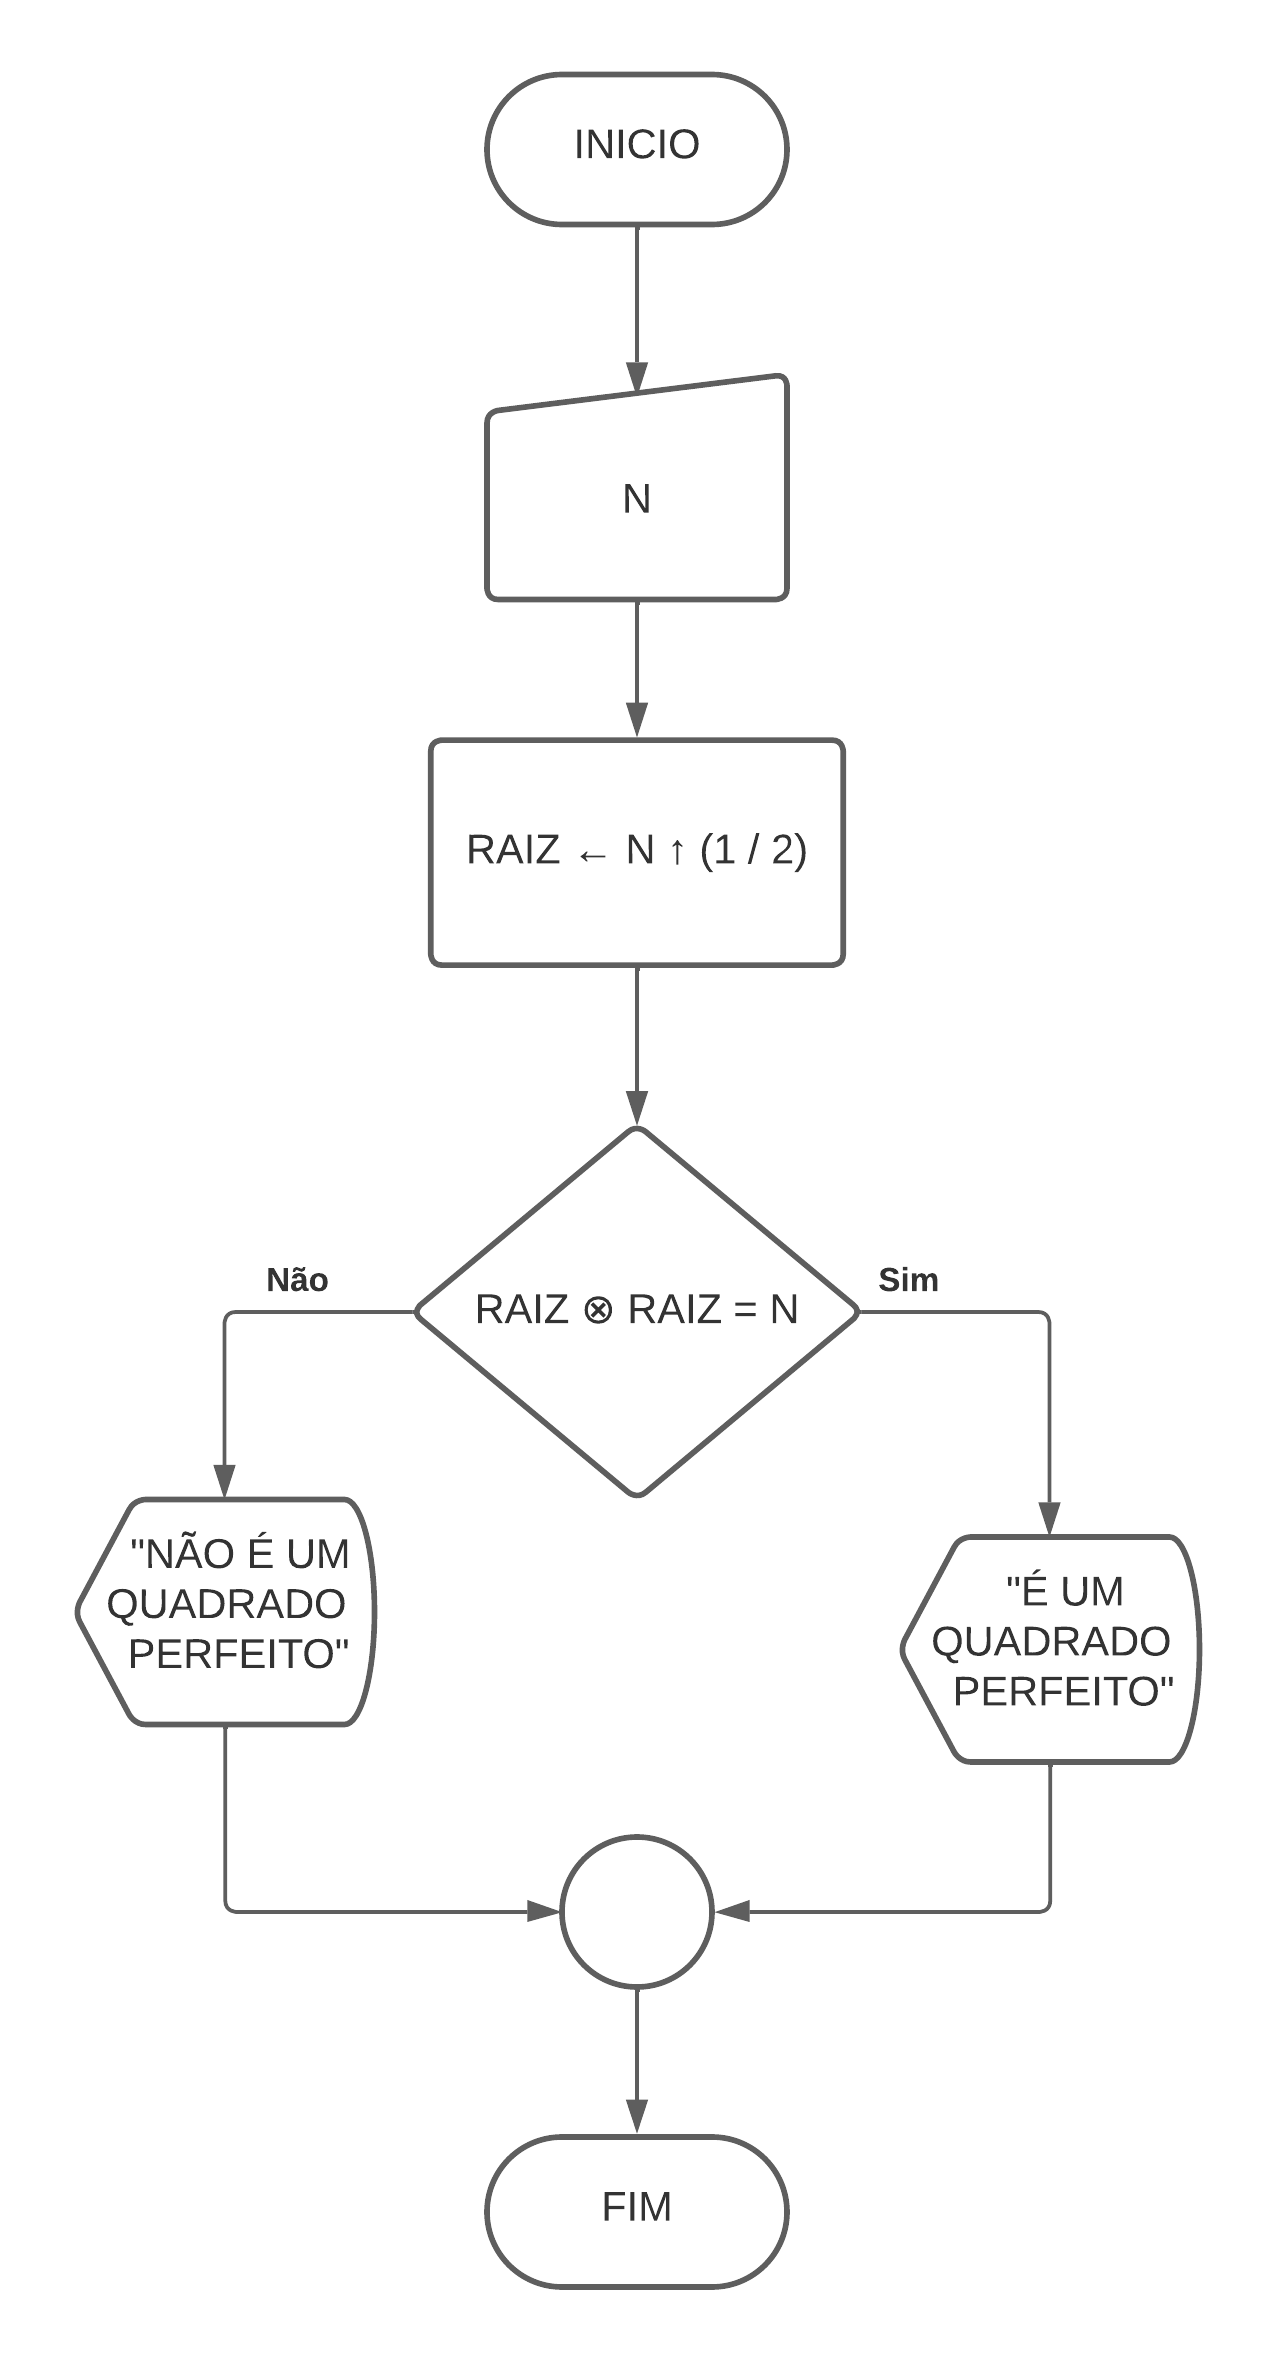 INICIO
N
RAIZ ← N ↑ (1 / 2)
Não
Sim
RAIZ ⊗ RAIZ = N
"NÃO É UM
QUADRADO
PERFEITO"
"É UM
QUADRADO
PERFEITO"
FIM